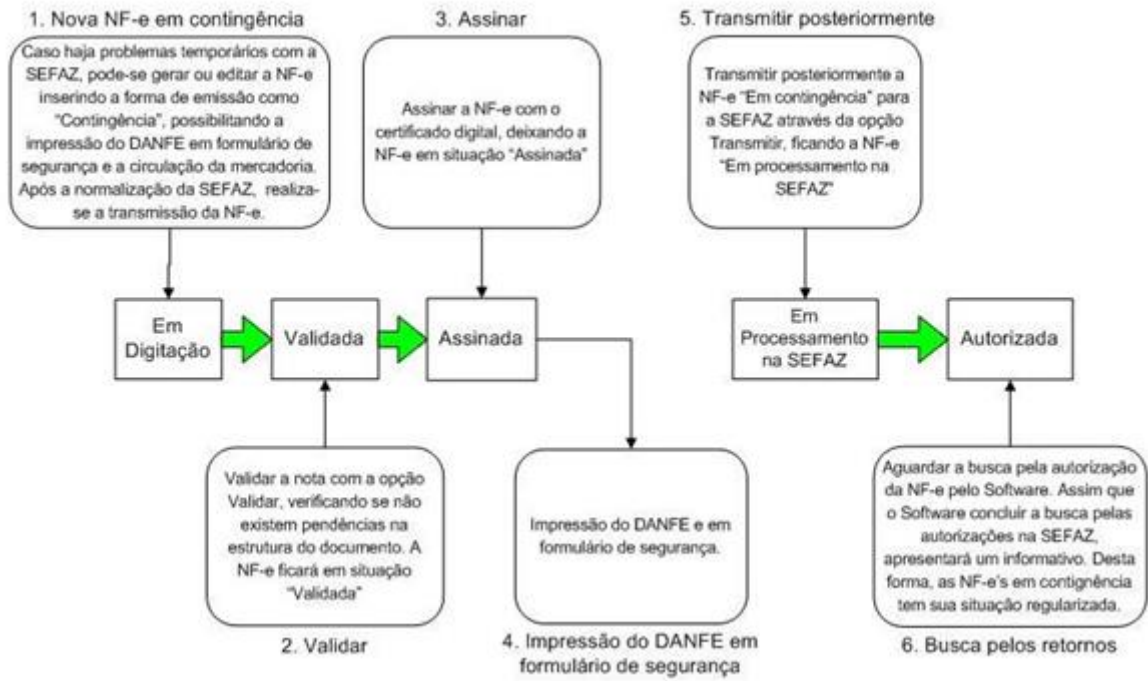 1. Nova NF-e em contingência
Caso haja problemas temporários com a
SEFAZ, pode-se gerar ou editar a NF-e
inserindo a forma de emissão como
“Contingência”, possibilitando a
impressão do DANFE em formulário de
segurança e a circulação da mercadoria.
Após a normalização da SEFAZ, realiza-
se a transmissão da NF-e.
3. Assinar
Assinar a NF-e com o
certificado digital, deixando a
NF-e em situação “Assinada”
5. Transmitir posteriormente
Transmitir posteriormente a
NF-e “Em contingência” para
a SEFAZ através da opção
Transmitir, ficando a NF-e
“Em processamento na
SEFAZ”
Em
Digitação
Validada
Assinada
Em
Processamento
na SEFAZ
Autorizada
Validar a nota com a opção
Validar, verificando se não
existem pendências na
estrutura do documento. A
NF-e ficará em situação
“Validada”
2. Validar
Impressão do DANFE e em
formulário de segurança.
4. Impressão do DANFE em
formulário de segurança
Aguardar a busca pela autorização
da NF-e pelo Software. Assim que
o Software concluir a busca pelas
autorizações na SEFAZ,
apresentará um informativo. Desta
forma, as NF-e’s em contignência
tem sua situação regularizada.
6. Busca pelos retornos